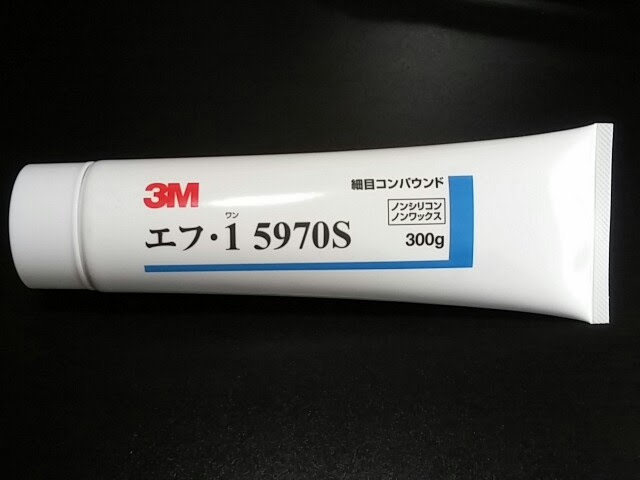 3M
細目コンパウンド
ノンシリコン
ノンワックス
ワン
エフ・1 5970S
300g